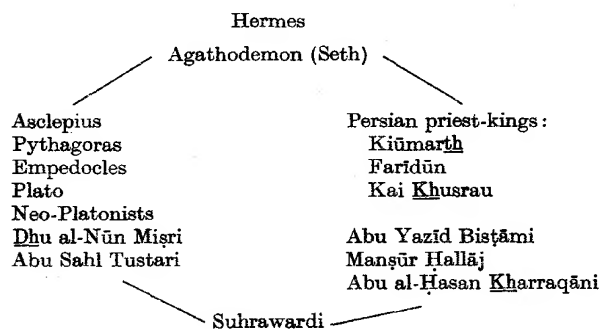 Hermes
Agathodemon (Seth)
Asclepius
Pythagoras
Empedocles
Plato
Neo-Platonists
Dhu al-Nūn Miṣri
Abu Sahl Tustari
Persian priest-kings:
Kiūmarth
Farīdūn
Kai Khusrau
Abu Yazīd Bisṭāmi
Manṣūr Ḥallāj
Abu al-Ḥasan Kharraqāni
Suhrawardi